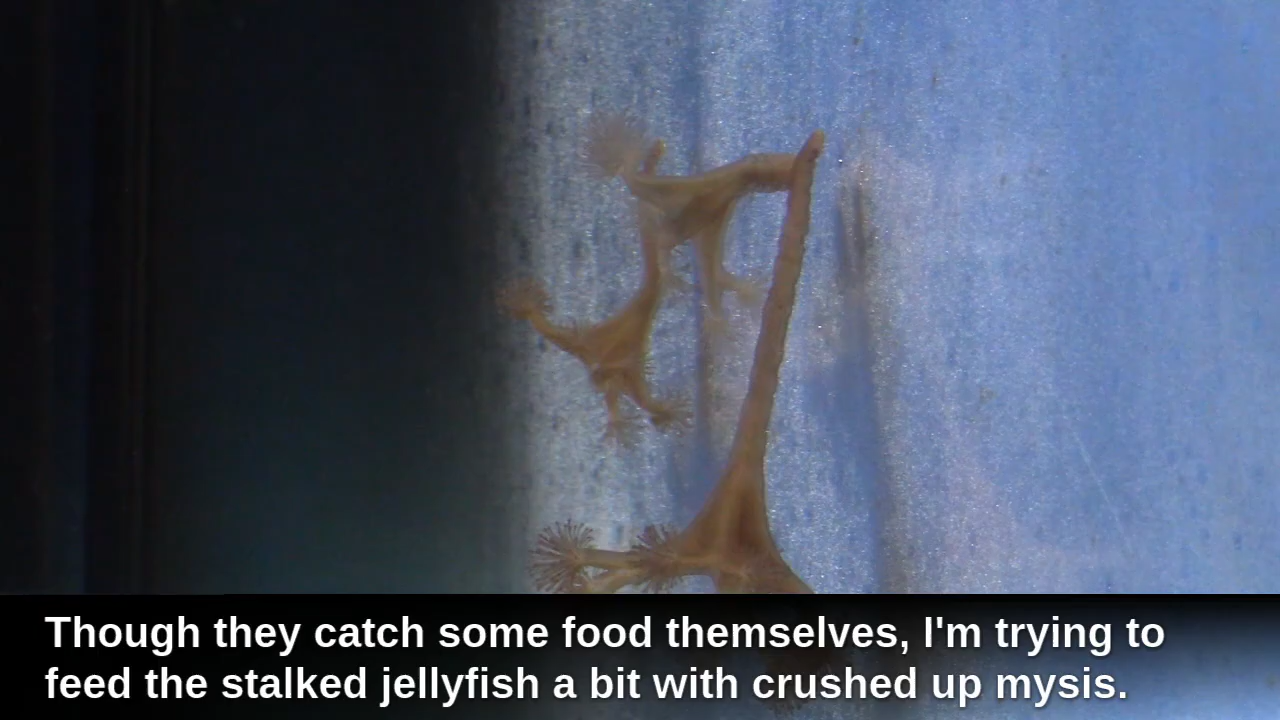 Though they catch some food themselves, I'm trying to
feed the stalked jellyfish a bit with crushed up mysis.